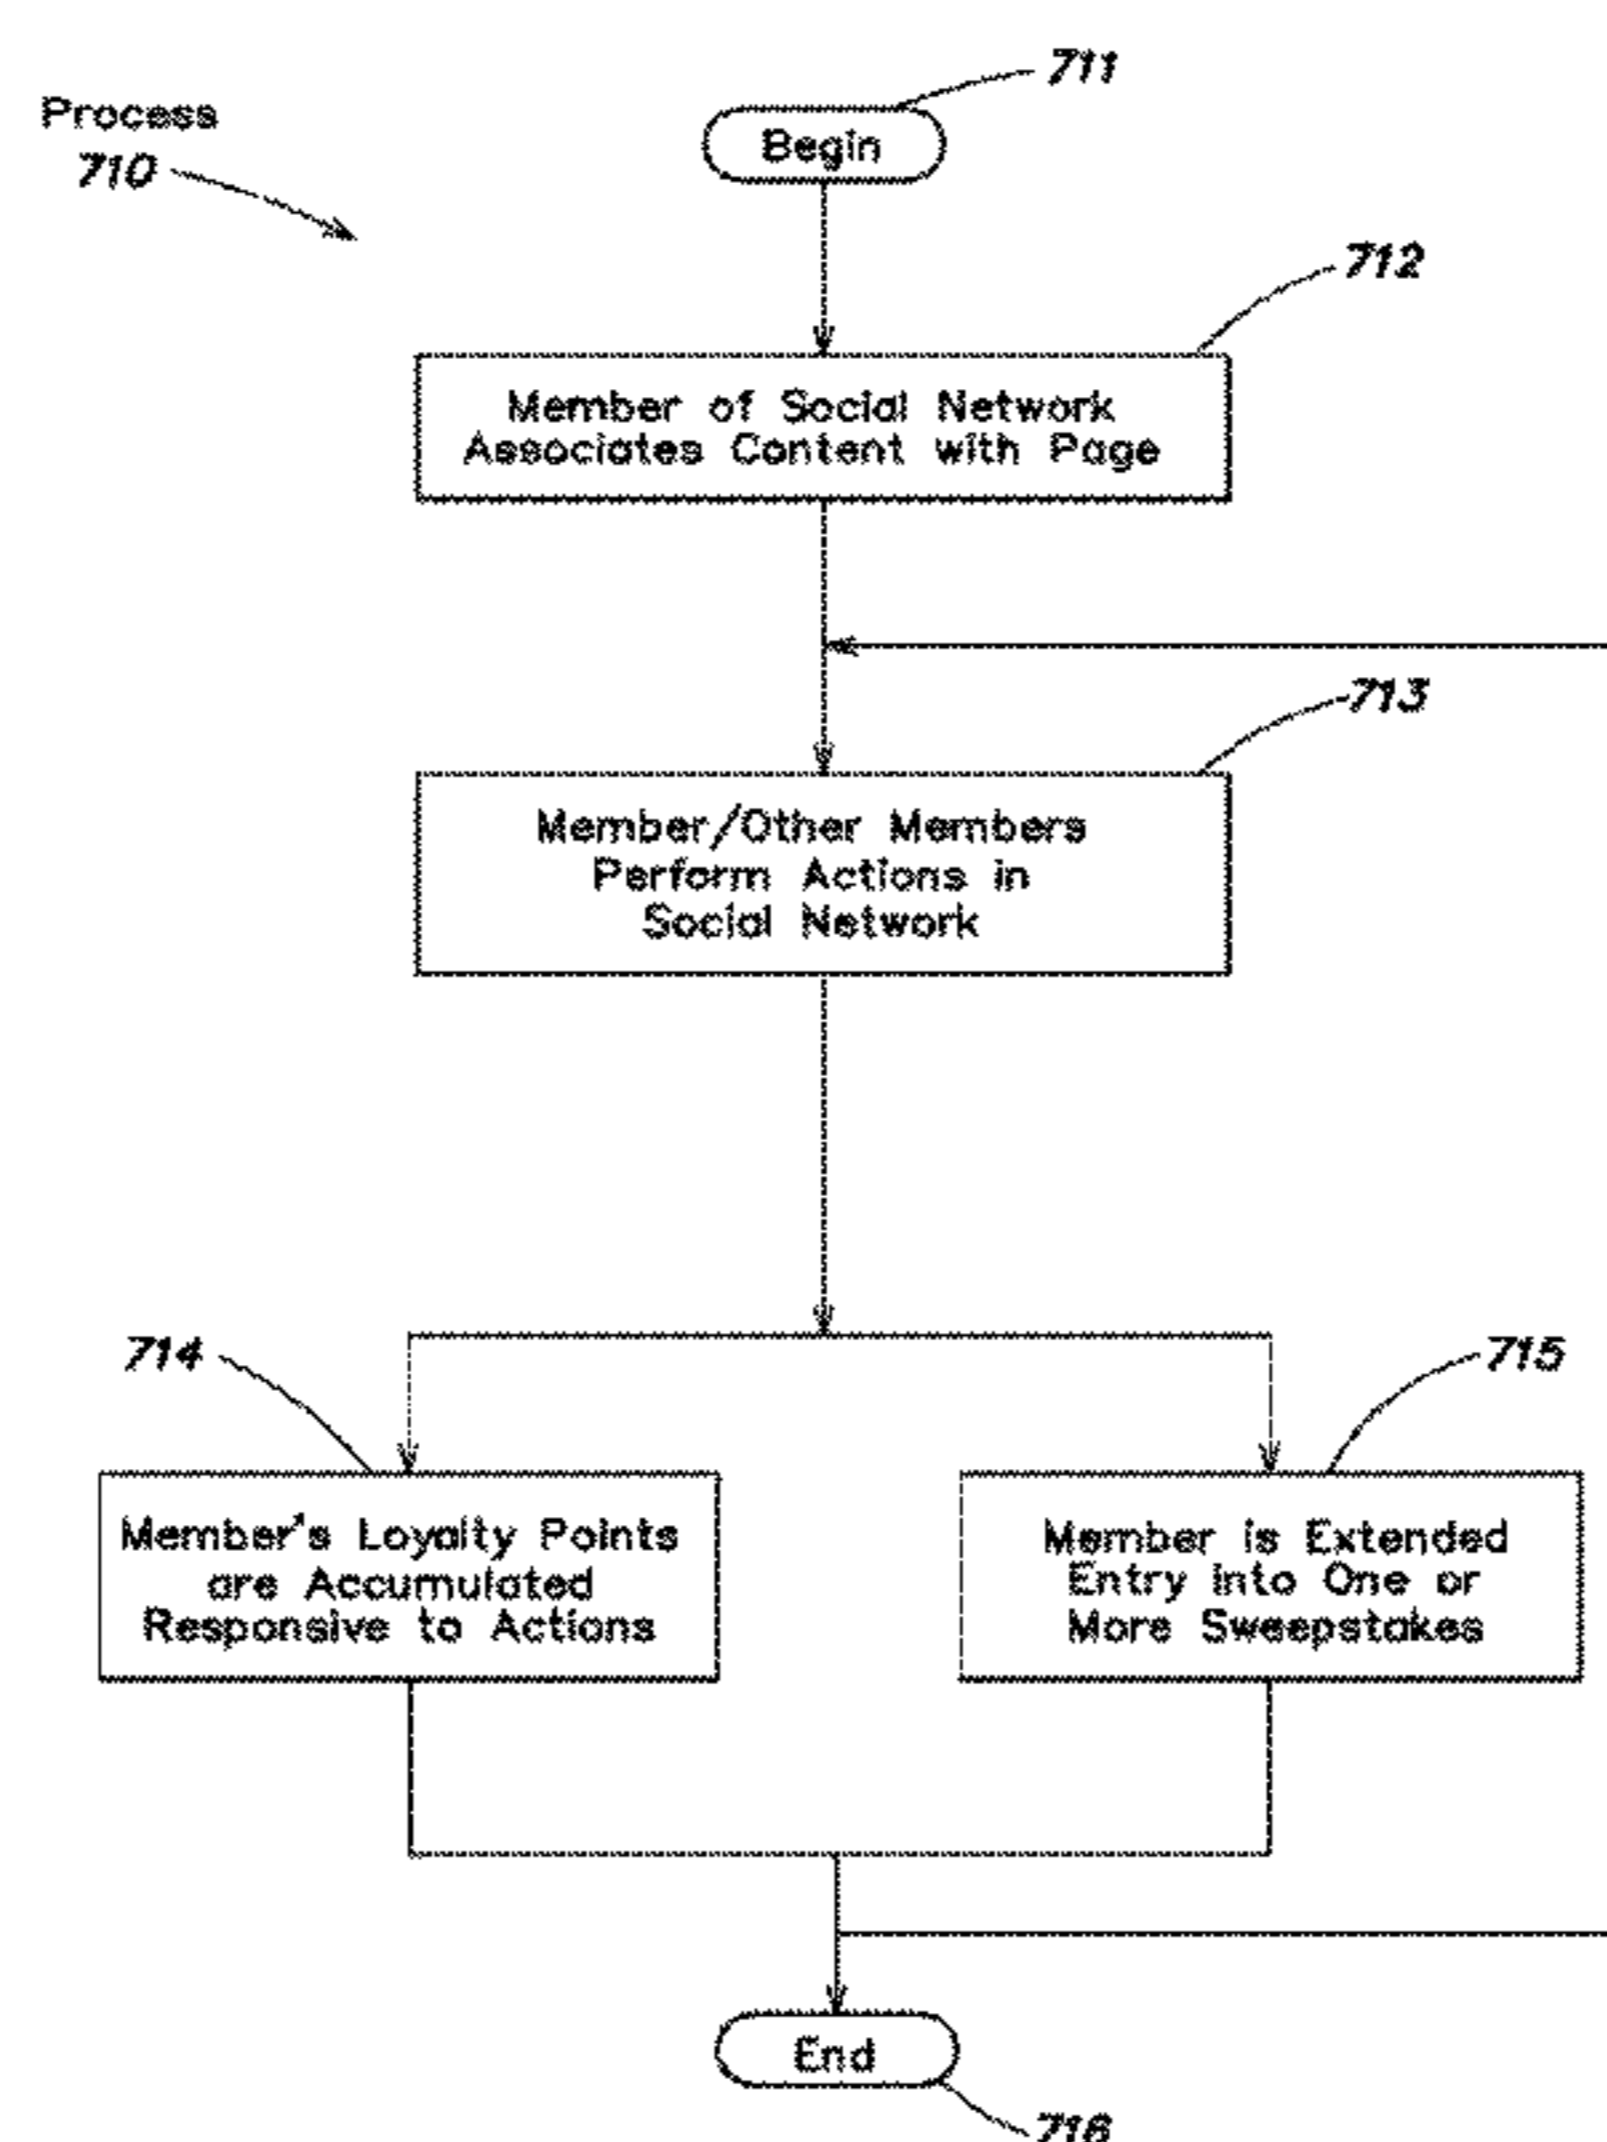 711
Process
710
Begin
712
Member of Social Network
Associates Content with Page
713
Member/Other Members
Perform Actions in
Social Network
714
715
Member's Loyalty Points
are Accumulated
Responsive to Actions
Member is Extended
Entry into One or
More Sweepstakes
End
716